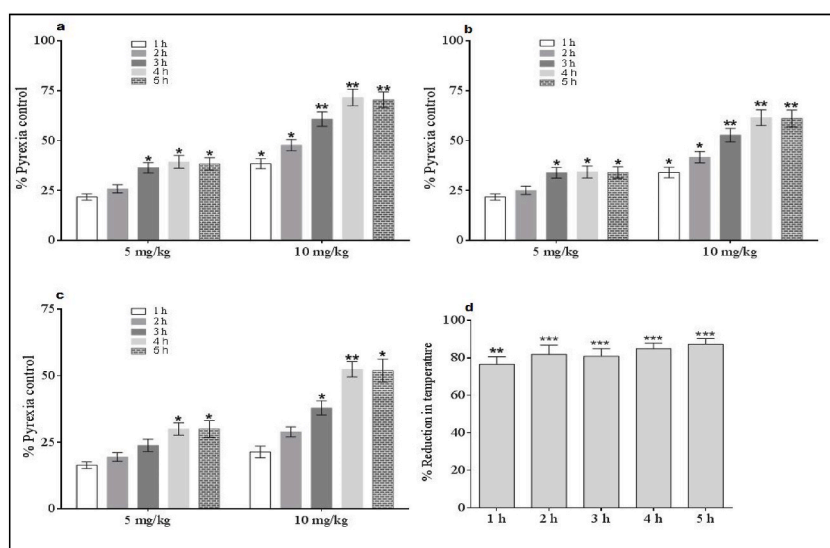 a
% Pyrexia control
100
75
50
25
0
1 h
2 h
3 h
4 h
5 h
* * * * * ** ** **
5 mg/kg
10 mg/kg
b
% Pyrexia control
100
75
50
25
0
1 h
2 h
3 h
4 h
5 h
* * * * * ** ** **
5 mg/kg
10 mg/kg
c
% Pyrexia control
75
50
25
0
1 h
2 h
3 h
4 h
5 h
* * * ** *
5 mg/kg
10 mg/kg
d
% Reduction in temperature
100
80
60
40
20
0
** *** *** *** ***
1 h
2 h
3 h
4 h
5 h